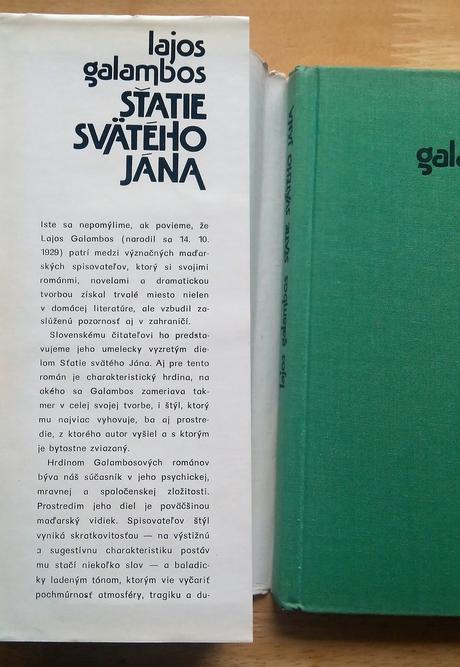 lajos
galambos
SŤATIE
SVÄTÉHO
JÁNA
Iste sa nepomýlime, ak povieme, že
Lajos Galambos (narodil sa 14. 10.
1929) patrí medzi význačných maďar-
ských spisovateľov, ktorý si svojimi
románmi, novelami a dramatickou
tvorbou získal trvalé miesto nielen
v domácej literatúre, ale vzbudil za-
slúženú pozornosť aj v zahraničí.
Slovenskému čitateľovi ho predsta-
vujeme jeho umelecky vyzretým die-
lom Sťatie svätého Jána. Aj pre tento
román je charakteristický hrdina, na
akého sa Galambos zameriava tak-
mer v celej svojej tvorbe, i štýl, ktorý
mu najviac vyhovuje, ba aj prostre-
die, z ktorého autor vyšiel a s ktorým
je bytostne zviazaný.
Hrdinom Galambosových románov
býva náš súčasník v jeho psychickej,
mravnej a spoločenskej zložitosti.
Prostredím jeho diel je poväčšinou
maďarský vidiek. Spisovateľov štýl
vyniká skratkovitosťou — na výstižnú
a sugestívnu charakteristiku postáv
mu stačí niekoľko slov — a baladic-
ky ladeným tónom, ktorým vie vyčariť
pochmúrnosť atmosféry, tragiku a du-
lajos galambos SŤATIE SVÄTÉHO JÁNA
gala